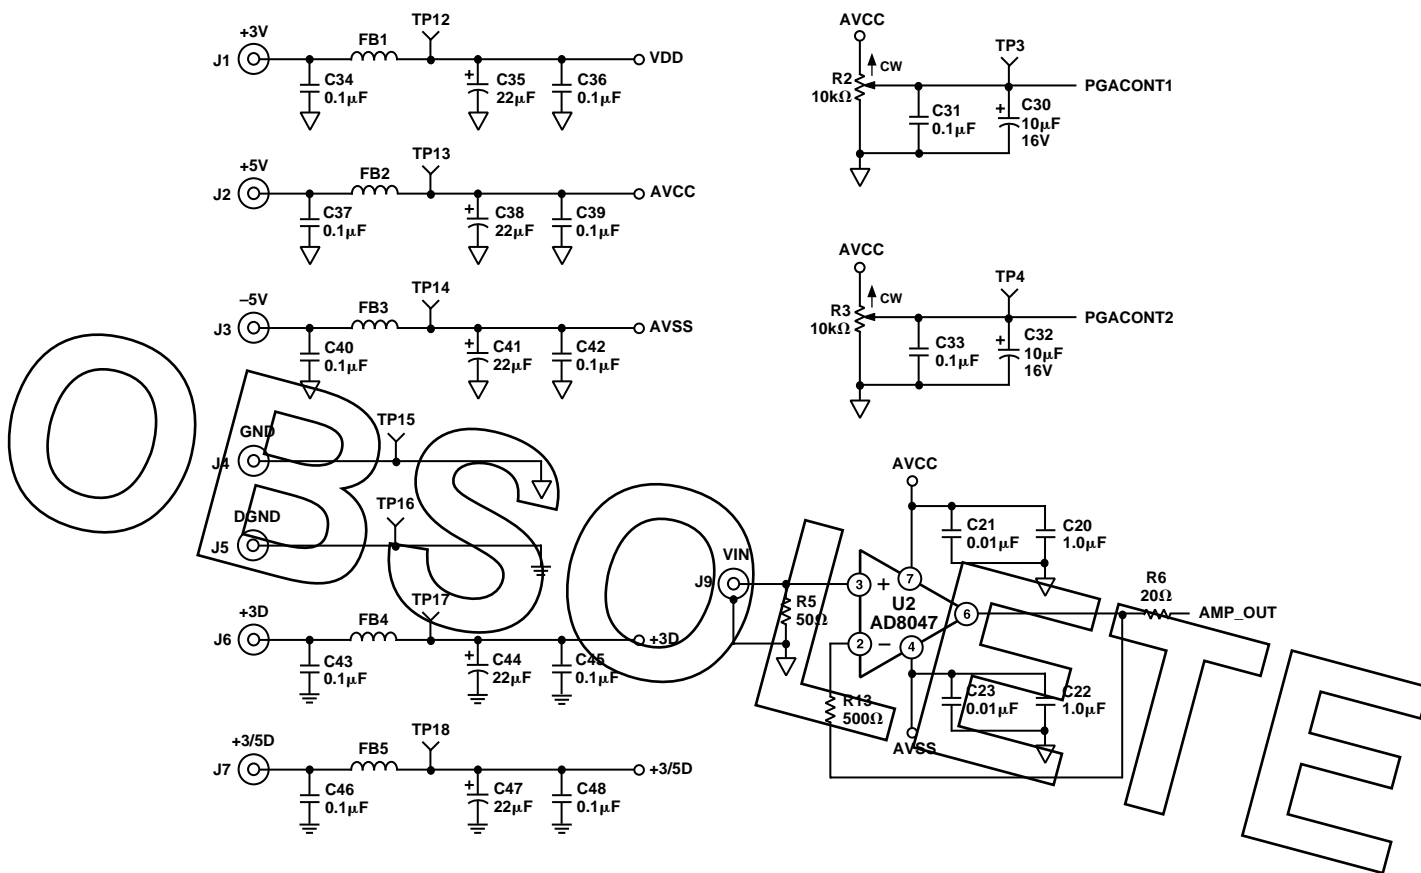 +3V
J1
FB1
TP12
VDD
C34
0.1µF
+
C35
22µF
C36
0.1µF
+5V
J2
FB2
TP13
AVCC
C37
0.1µF
+
C38
22µF
C39
0.1µF
–5V
J3
FB3
TP14
AVSS
C40
0.1µF
+
C41
22µF
C42
0.1µF
GND
J4
TP15
DGND
J5
TP16
+3D
J6
FB4
TP17
+3D
C43
0.1µF
+
C44
22µF
C45
0.1µF
+3/5D
J7
FB5
TP18
+3/5D
C46
0.1µF
+
C47
22µF
C48
0.1µF
AVCC
R2
10kΩ
CW
TP3
PGACONT1
C31
0.1µF
+
C30
10µF
16V
AVCC
R3
10kΩ
CW
TP4
PGACONT2
C33
0.1µF
+
C32
10µF
16V
AVCC
C21
0.01µF
C20
1.0µF
VIN
J9
R5
50Ω
3
+
7
U2
AD8047
6
2
–
4
R6
20Ω
AMP_OUT
R13
500Ω
C23
0.01µF
C22
1.0µF
AVSS
OBSOLETE